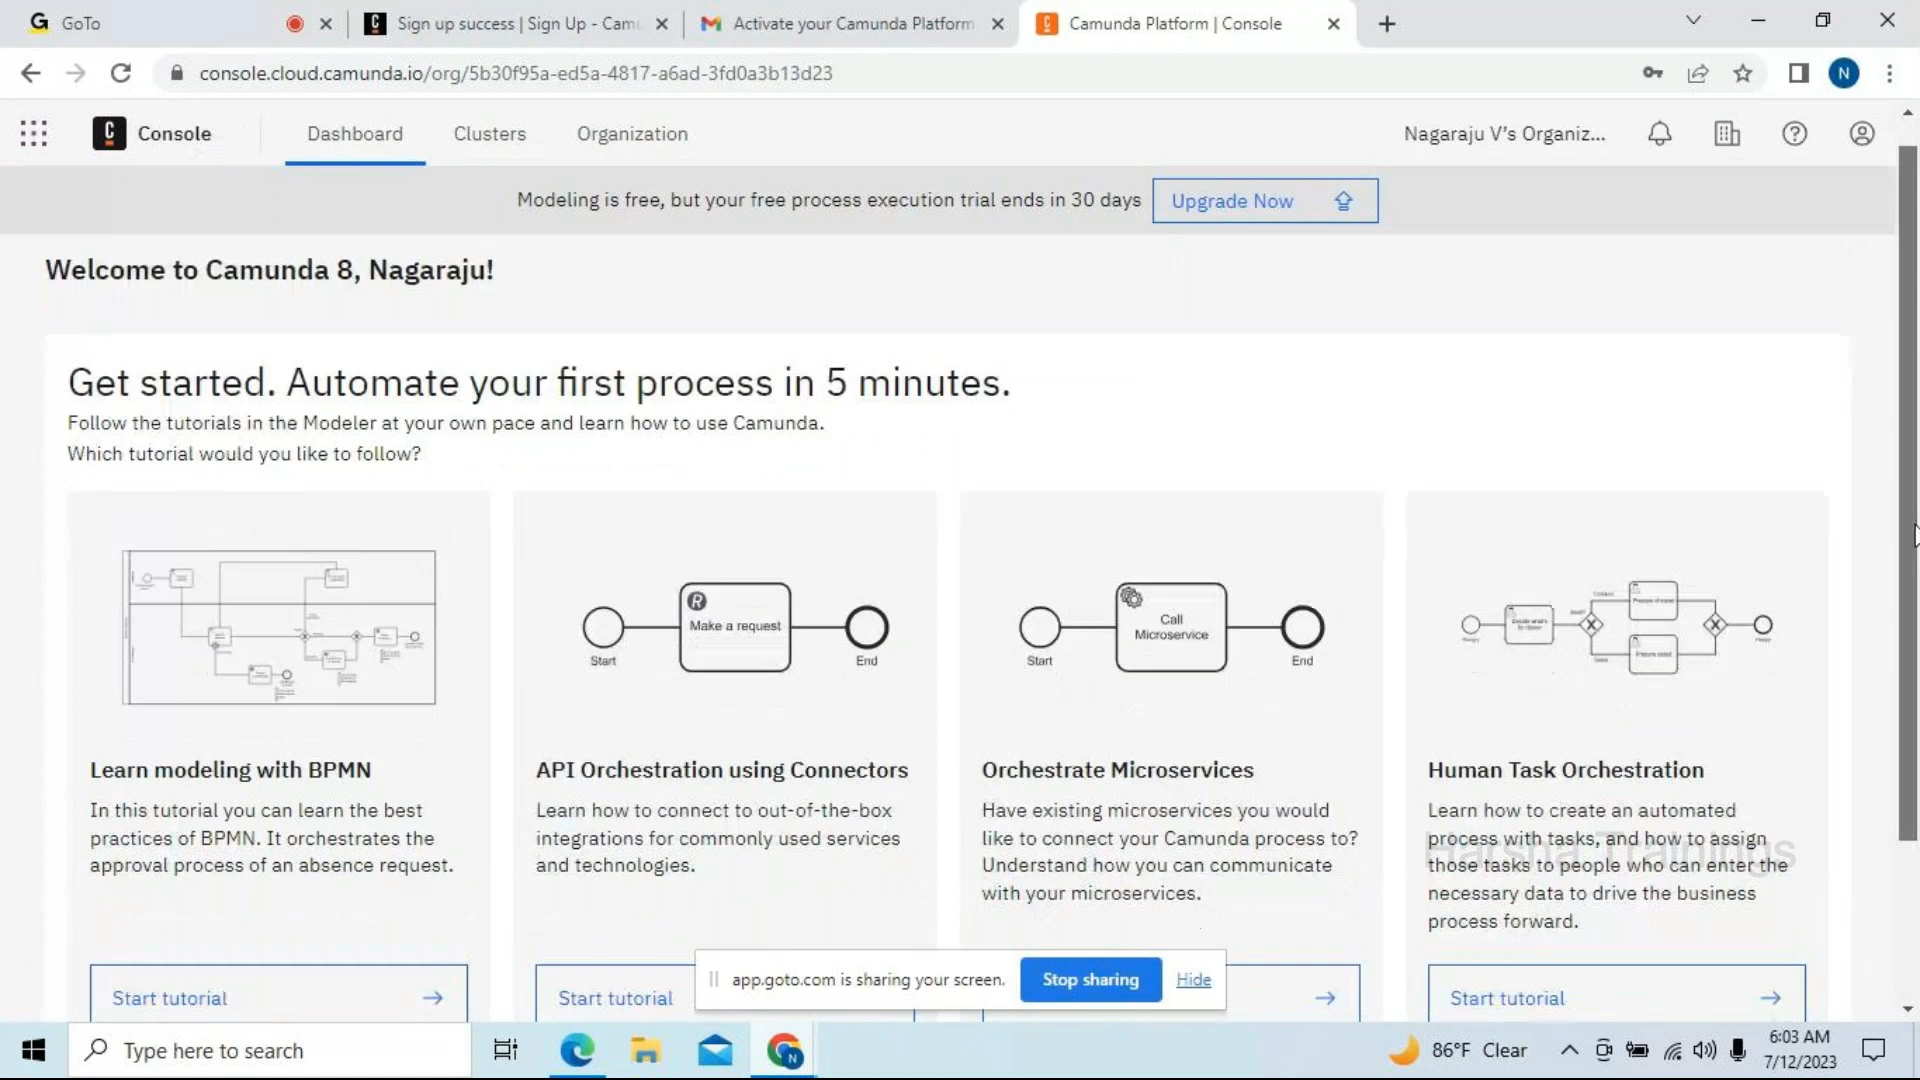 GoTo
Sign up success | Sign Up - Cam
Activate your Camunda Platform
Camunda Platform | Console
console.cloud.camunda.io/org/5b30f95a-ed5a-4817-a6ad-3fd0a3b13d23
N
Console
Dashboard
Clusters
Organization
Nagaraju V's Organiz...
Modeling is free, but your free process execution trial ends in 30 days
Upgrade Now
Welcome to Camunda 8, Nagaraju!
Get started. Automate your first process in 5 minutes.
Follow the tutorials in the Modeler at your own pace and learn how to use Camunda.
Which tutorial would you like to follow?
R
Make a request
Start
End
Call
Microservice
Start
End
Learn modeling with BPMN
In this tutorial you can learn the best
practices of BPMN. It orchestrates the
approval process of an absence request.
Start tutorial
API Orchestration using Connectors
Learn how to connect to out-of-the-box
integrations for commonly used services
and technologies.
Start tutorial
Orchestrate Microservices
Have existing microservices you would
like to connect your Camunda process to?
Understand how you can communicate
with your microservices.
Human Task Orchestration
Learn how to create an automated
process with tasks, and how to assign
those tasks to people who can enter the
necessary data to drive the business
process forward.
Start tutorial
Harsha Trainings
app.goto.com is sharing your screen.
Stop sharing
Hide
Type here to search
N
86°F Clear
6:03 AM
7/12/2023